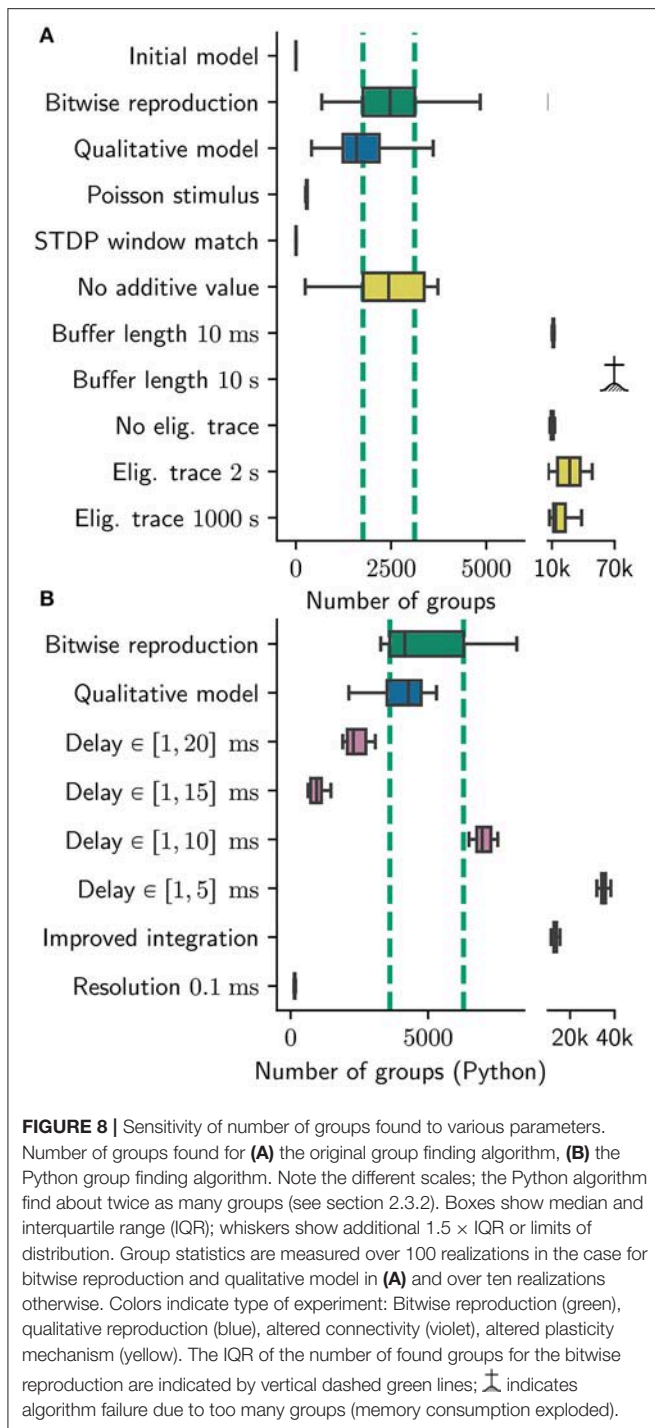 A
Initial model
Bitwise reproduction
Qualitative model
Poisson stimulus
STDP window match
No additive value
Buffer length 10 ms
Buffer length 10 s
No elig. trace
Elig. trace 2 s
Elig. trace 1000 s
0 2500 5000 10k 70k
Number of groups
B
Bitwise reproduction
Qualitative model
Delay ∈ [1, 20] ms
Delay ∈ [1, 15] ms
Delay ∈ [1, 10] ms
Delay ∈ [1, 5] ms
Improved integration
Resolution 0.1 ms
0 5000 20k 40k
Number of groups (Python)
FIGURE 8 | Sensitivity of number of groups found to various parameters.
Number of groups found for (A) the original group finding algorithm, (B) the
Python group finding algorithm. Note the different scales; the Python algorithm
find about twice as many groups (see section 2.3.2). Boxes show median and
interquartile range (IQR); whiskers show additional 1.5 × IQR or limits of
distribution. Group statistics are measured over 100 realizations in the case for
bitwise reproduction and qualitative model in (A) and over ten realizations
otherwise. Colors indicate type of experiment: Bitwise reproduction (green),
qualitative reproduction (blue), altered connectivity (violet), altered plasticity
mechanism (yellow). The IQR of the number of found groups for the bitwise
reproduction are indicated by vertical dashed green lines; indicates
algorithm failure due to too many groups (memory consumption exploded).